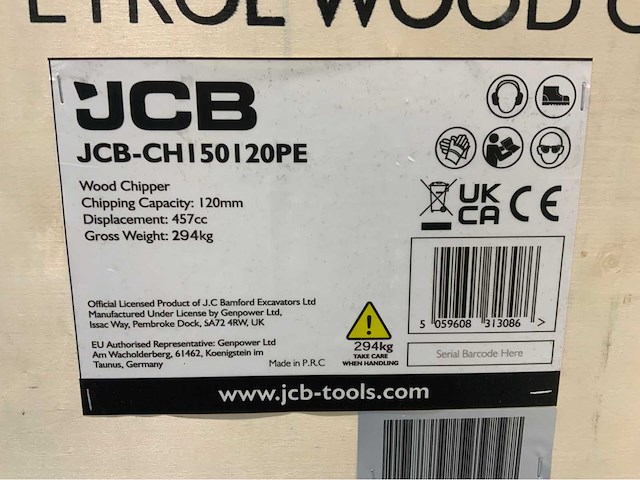 ETROL WOOD C
JCB
JCB-CH150120PE
Wood Chipper
Chipping Capacity: 120mm
Displacement: 457cc
Gross Weight: 294kg
UK
CA CE
Official Licensed Product of J.C Bamford Excavators Ltd
Manufactured Under License by Genpower Ltd,
Issac Way, Pembroke Dock, SA72 4RW, UK
EU Authorised Representative: Genpower Ltd
Am Wacholderberg, 61462, Koenigstein im
Taunus, Germany
Made in P.R.C
294kg
TAKE CARE
WHEN HANDLING
5 059608 313086 >
Serial Barcode Here
www.jcb-tools.com